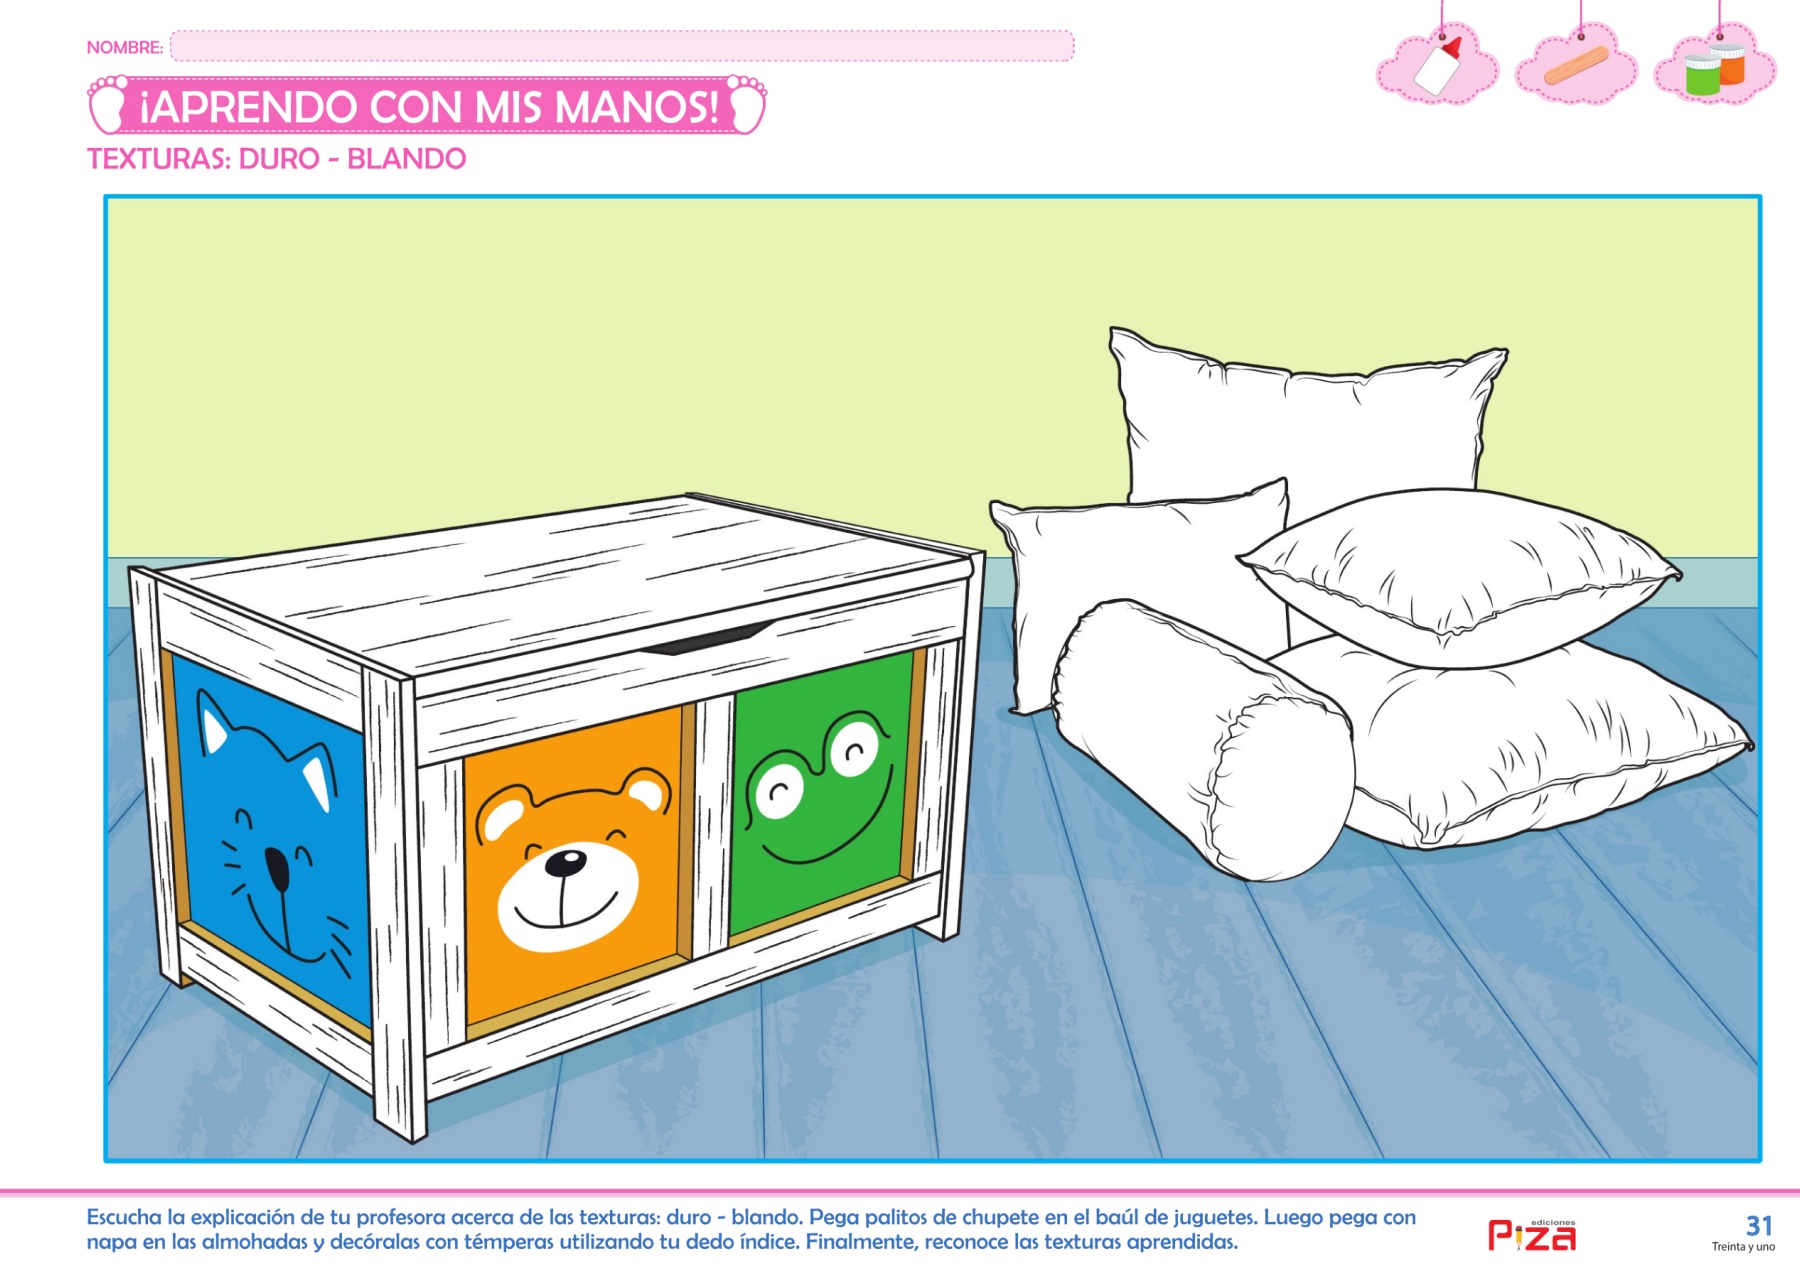 NOMBRE:
¡APRENDO CON MIS MANOS!
TEXTURAS: DURO - BLANDO
Escucha la explicación de tu profesora acerca de las texturas: duro - blando. Pega palitos de chupete en el baúl de juguetes. Luego pega con
napa en las almohadas y decóralas con témperas utilizando tu dedo índice. Finalmente, reconoce las texturas aprendidas.
ediciones
Piza
31
Treinta y uno